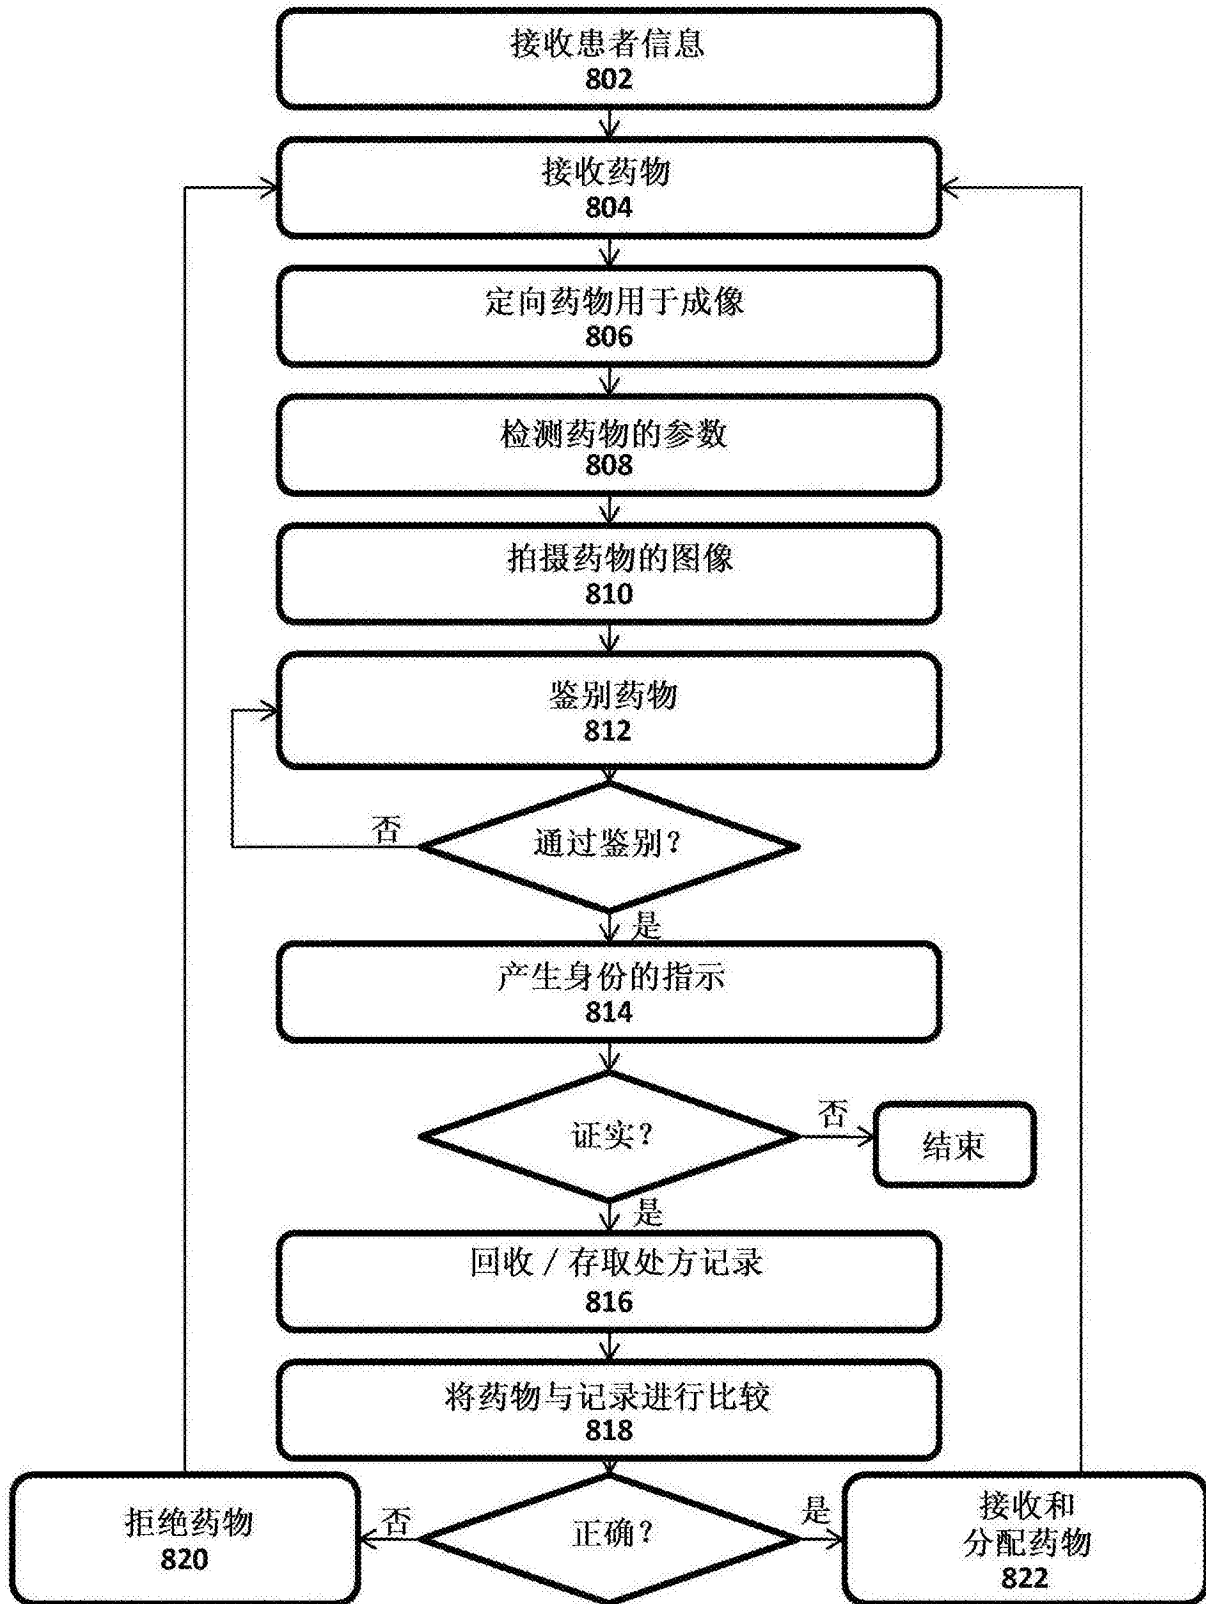 接收患者信息
802
接收药物
804
定向药物用于成像
806
检测药物的参数
808
拍摄药物的图像
810
鉴别药物
812
否
通过鉴别?
是
产生身份的指示
814
证实?
否
结束
是
回收/存取处方记录
816
将药物与记录进行比较
818
拒绝药物
820
否
正确?
是
接收和
分配药物
822